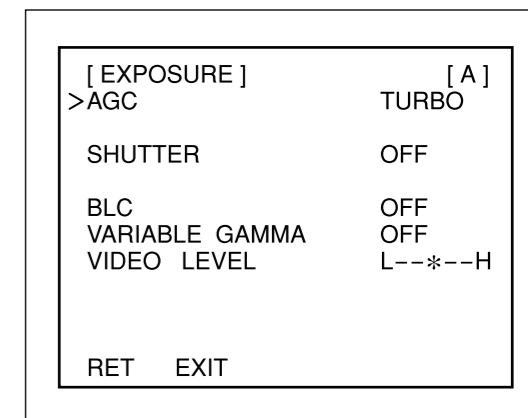 [ EXPOSURE ] [ A ]
>AGC TURBO
SHUTTER OFF
BLC OFF
VARIABLE GAMMA OFF
VIDEO LEVEL L--*--H
RET EXIT